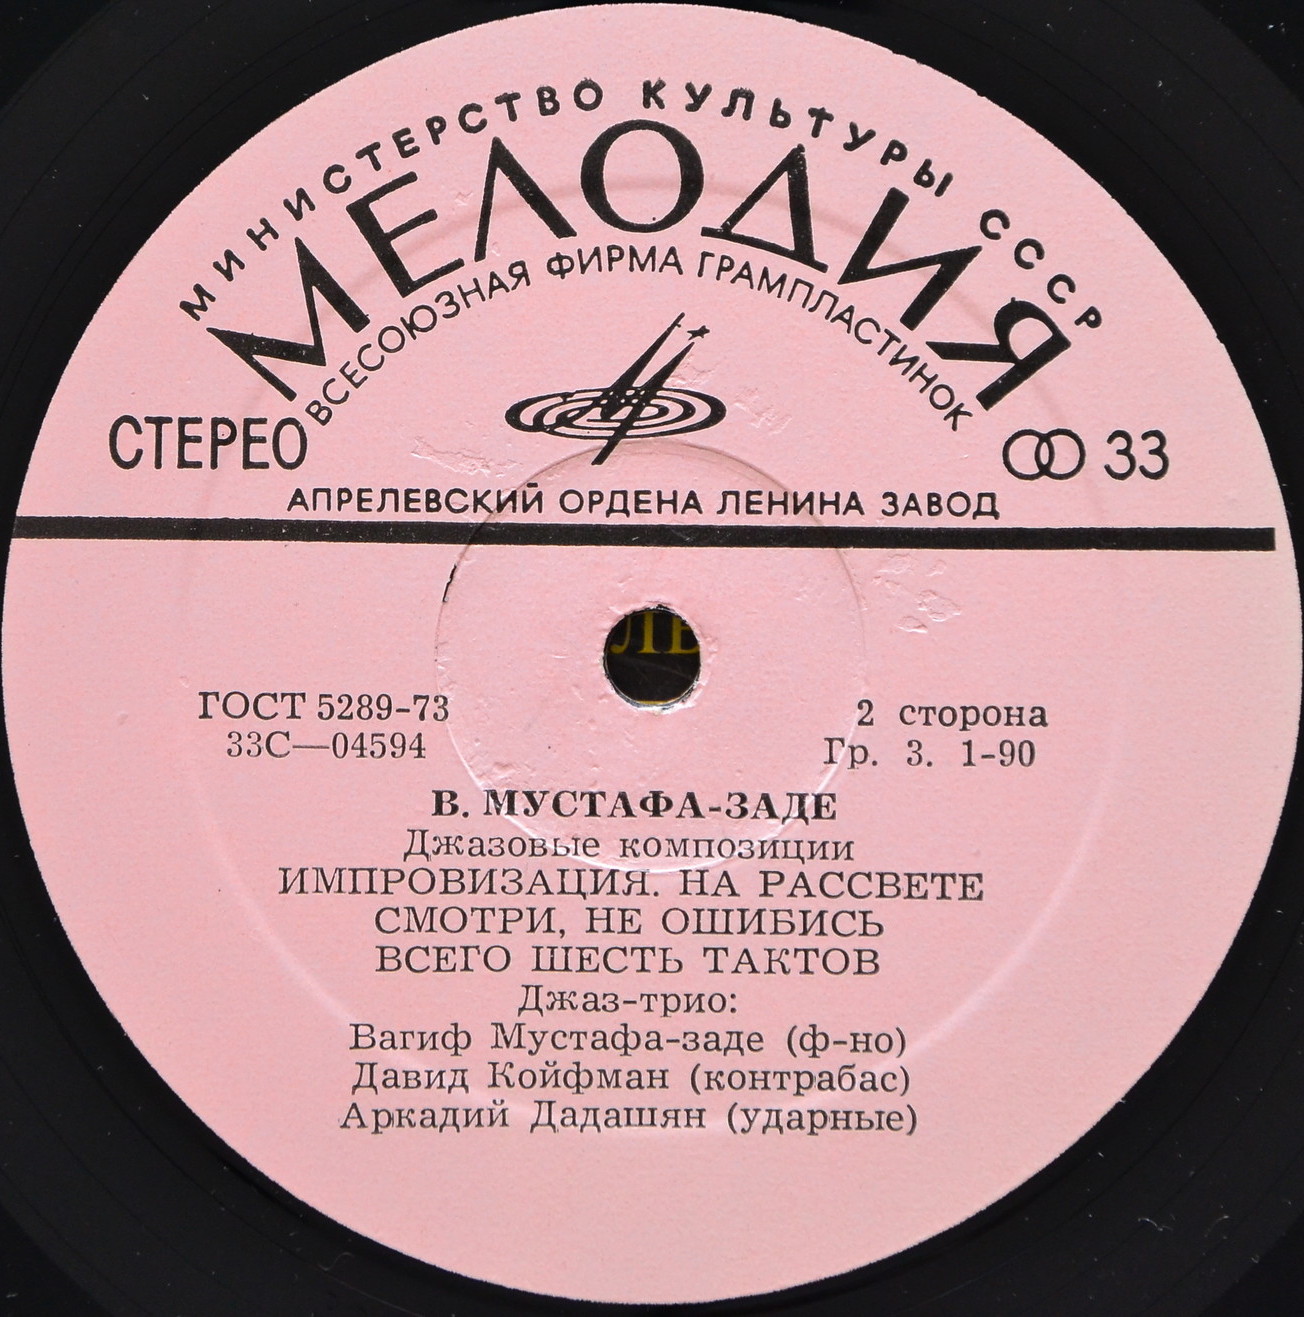 МИНИСТЕРСТВО КУЛЬТУРЫ СССР
МЕЛОДИЯ
ВСЕСОЮЗНАЯ ФИРМА ГРАМПЛАСТИНОК
СТЕРЕО
33
АПРЕЛЕВСКИЙ ОРДЕНА ЛЕНИНА ЗАВОД
ГОСТ 5289-73
2 сторона
33С—04594
Гр. 3. 1-90
В. МУСТАФА-ЗАДЕ
Джазовые композиции
ИМПРОВИЗАЦИЯ. НА РАССВЕТЕ
СМОТРИ, НЕ ОШИБИСЬ
ВСЕГО ШЕСТЬ ТАКТОВ
Джаз-трио:
Вагиф Мустафа-заде (ф-но)
Давид Койфман (контрабас)
Аркадий Дадашян (ударные)